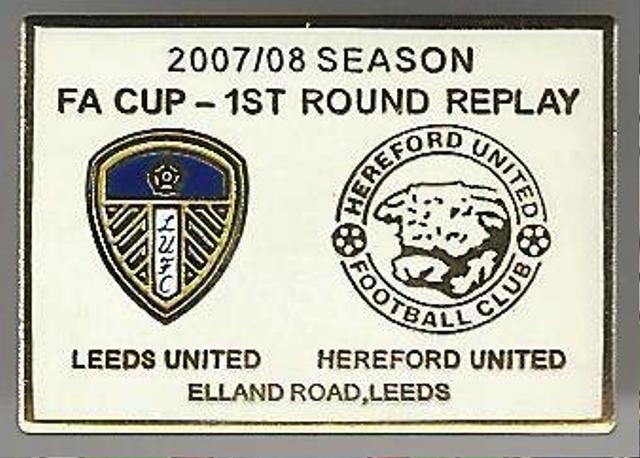 2007/08 SEASON
FA CUP – 1ST ROUND REPLAY
LUFC
HEREFORD UNITED
FOOTBALL CLUB
LEEDS UNITED HEREFORD UNITED
ELLAND ROAD,LEEDS